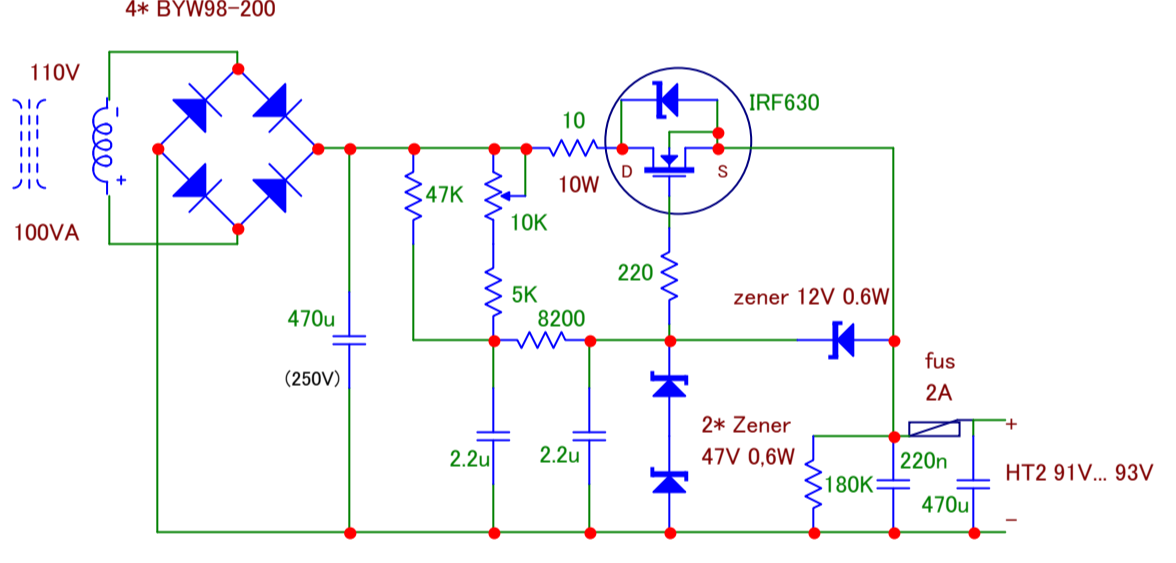 4* BYW98-200
110V
100VA
470u
(250V)
47K
10K
5K
8200
2.2u
2.2u
10
10W
D
S
IRF630
220
zener 12V 0.6W
2* Zener
47V 0,6W
fus
2A
180K
220n
470u
+
HT2 91V... 93V
−